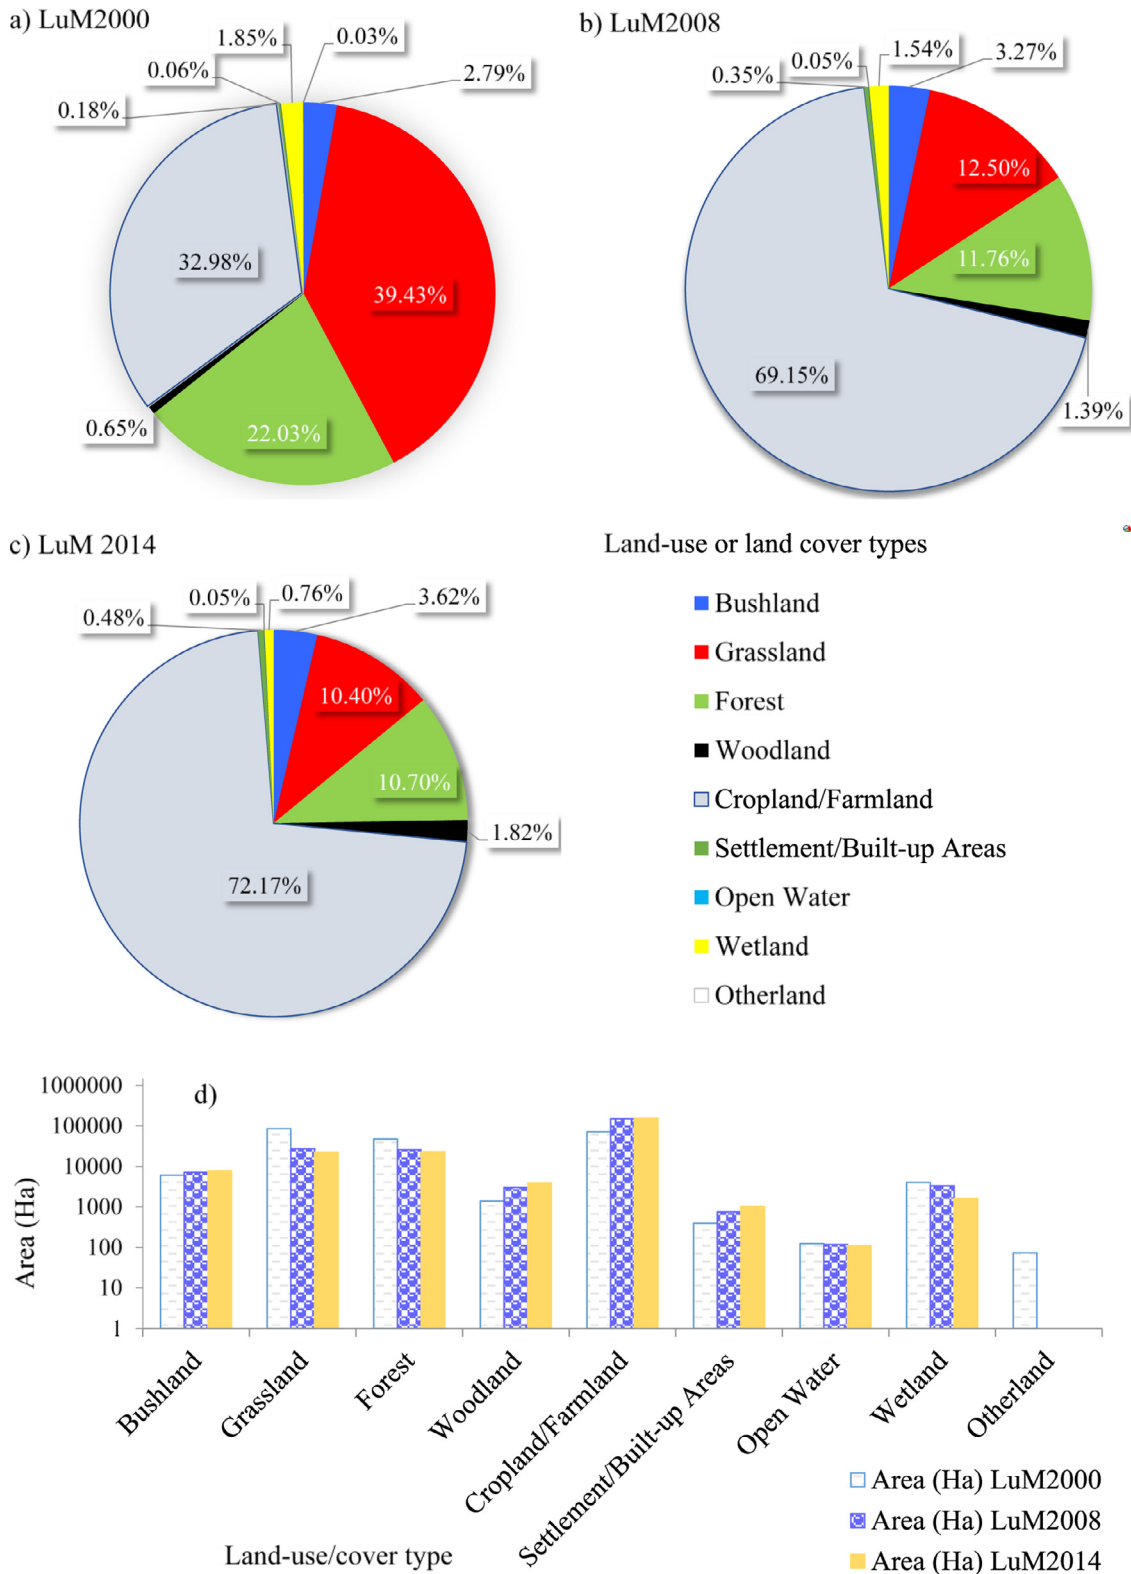 a) LuM2000
1.85%
0.03%
0.06%
2.79%
0.18%
32.98%
39.43%
0.65%
22.03%
b) LuM2008
1.54%
3.27%
0.05%
0.35%
12.50%
11.76%
69.15%
1.39%
c) LuM 2014
0.05%
0.76%
3.62%
0.48%
10.40%
10.70%
1.82%
72.17%
Land-use or land cover types
Bushland
Grassland
Forest
Woodland
Cropland/Farmland
Settlement/Built-up Areas
Open Water
Wetland
Otherland
d)
Area (Ha)
1000000
100000
10000
1000
100
10
1
Bushland
Grassland
Forest
Woodland
Cropland/Farmland
Settlement/Built-up Areas
Open Water
Wetland
Otherland
Land-use/cover type
Area (Ha) LuM2000
Area (Ha) LuM2008
Area (Ha) LuM2014